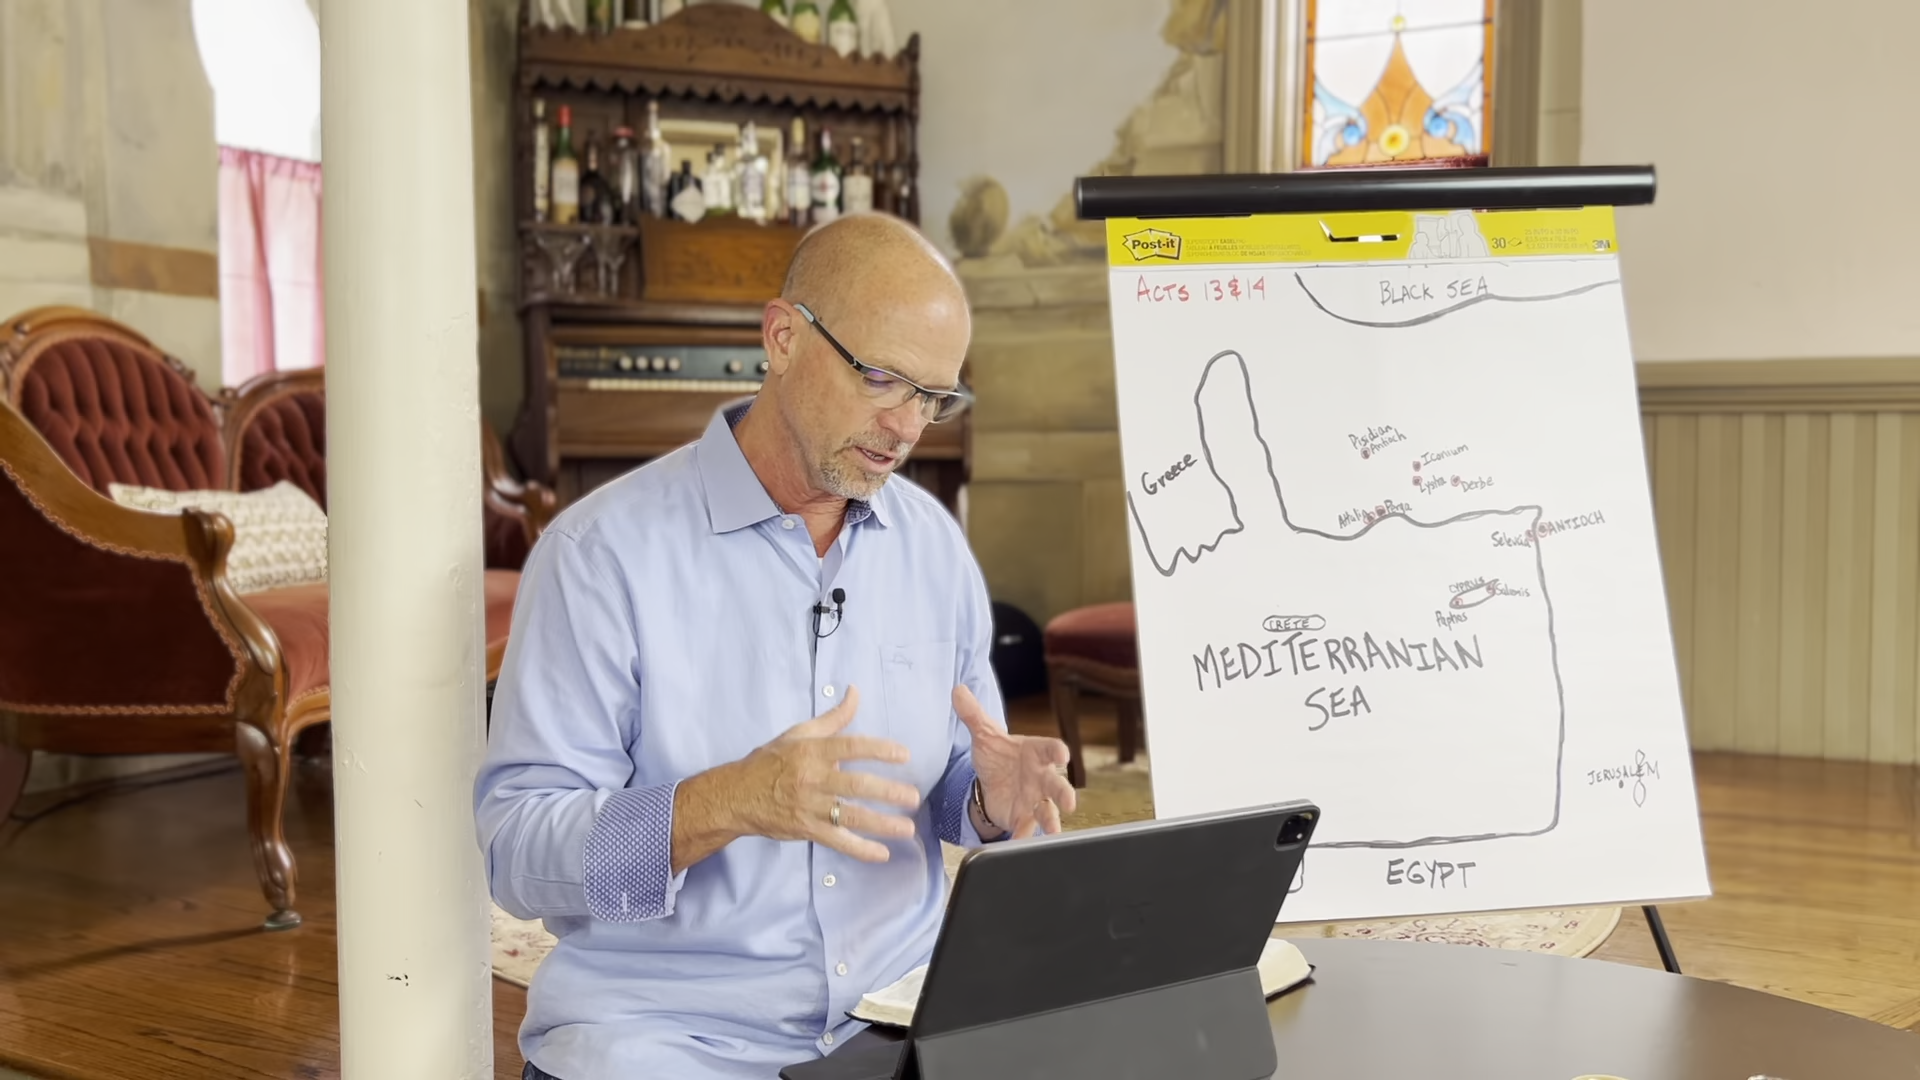 Post-it
30
3M
ACTS 13 & 14
BLACK SEA
Greece
Pisidian
Antioch
Iconium
Lystra
Derbe
Attalia
Perga
Seleucia
ANTIOCH
CYPRUS
Salamis
Paphos
CRETE
MEDITERRANIAN
SEA
JERUSALEM
EGYPT